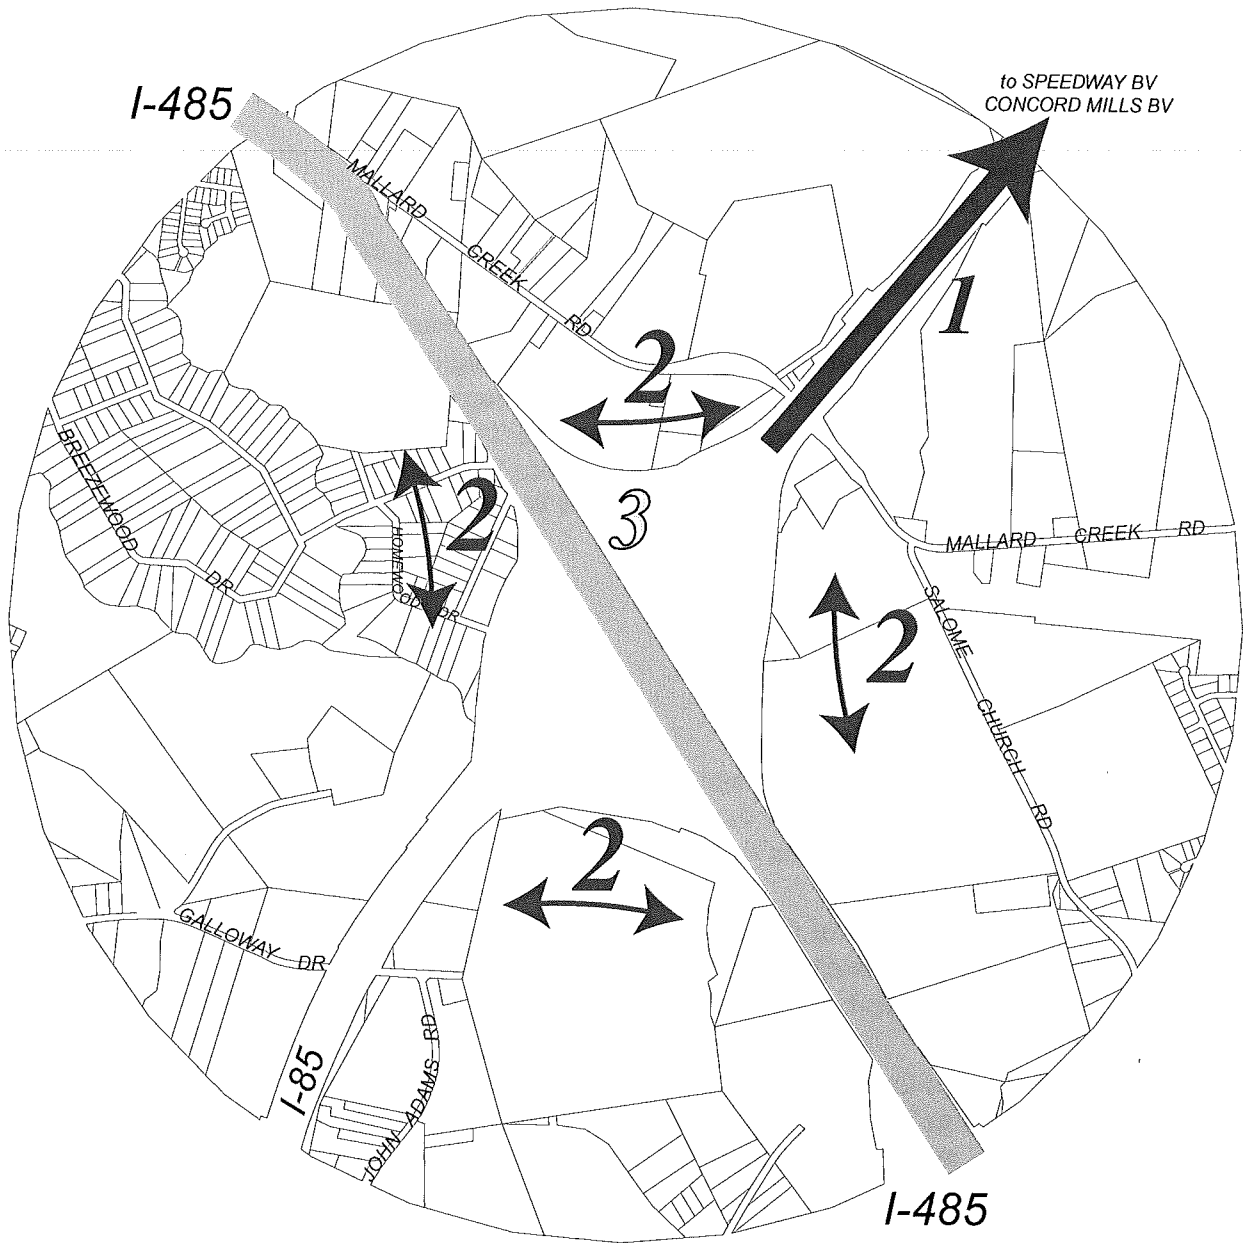 to SPEEDWAY BV
CONCORD MILLS BV
I-485
MALLARD CREEK RD
1
2
BREEZEWOOD DR
2
3
HOMEWOOD DR
MALLARD CREEK RD
SALOME CHURCH RD
2
2
GALLOWAY DR
I-85
JOHN ADAMS RD
I-485